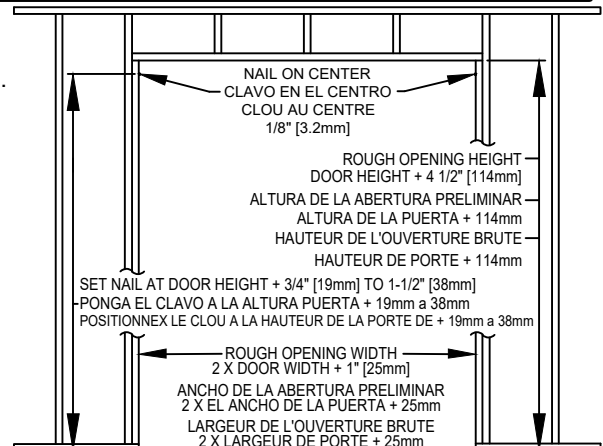 NAIL ON CENTER
CLAVO EN EL CENTRO
CLOU AU CENTRE
1/8" [3.2mm]
ROUGH OPENING HEIGHT
DOOR HEIGHT + 4 1/2" [114mm]
ALTURA DE LA ABERTURA PRELIMINAR
ALTURA DE LA PUERTA + 114mm
HAUTEUR DE L'OUVERTURE BRUTE
HAUTEUR DE PORTE + 114mm
SET NAIL AT DOOR HEIGHT + 3/4" [19mm] TO 1-1/2" [38mm]
PONGA EL CLAVO A LA ALTURA PUERTA + 19mm a 38mm
POSITIONNEX LE CLOU A LA HAUTEUR DE LA PORTE DE + 19mm a 38mm
ROUGH OPENING WIDTH
2 X DOOR WIDTH + 1" [25mm]
ANCHO DE LA ABERTURA PRELIMINAR
2 X EL ANCHO DE LA PUERTA + 25mm
LARGEUR DE L'OUVERTURE BRUTE
2 X LARGEUR DE PORTE + 25mm